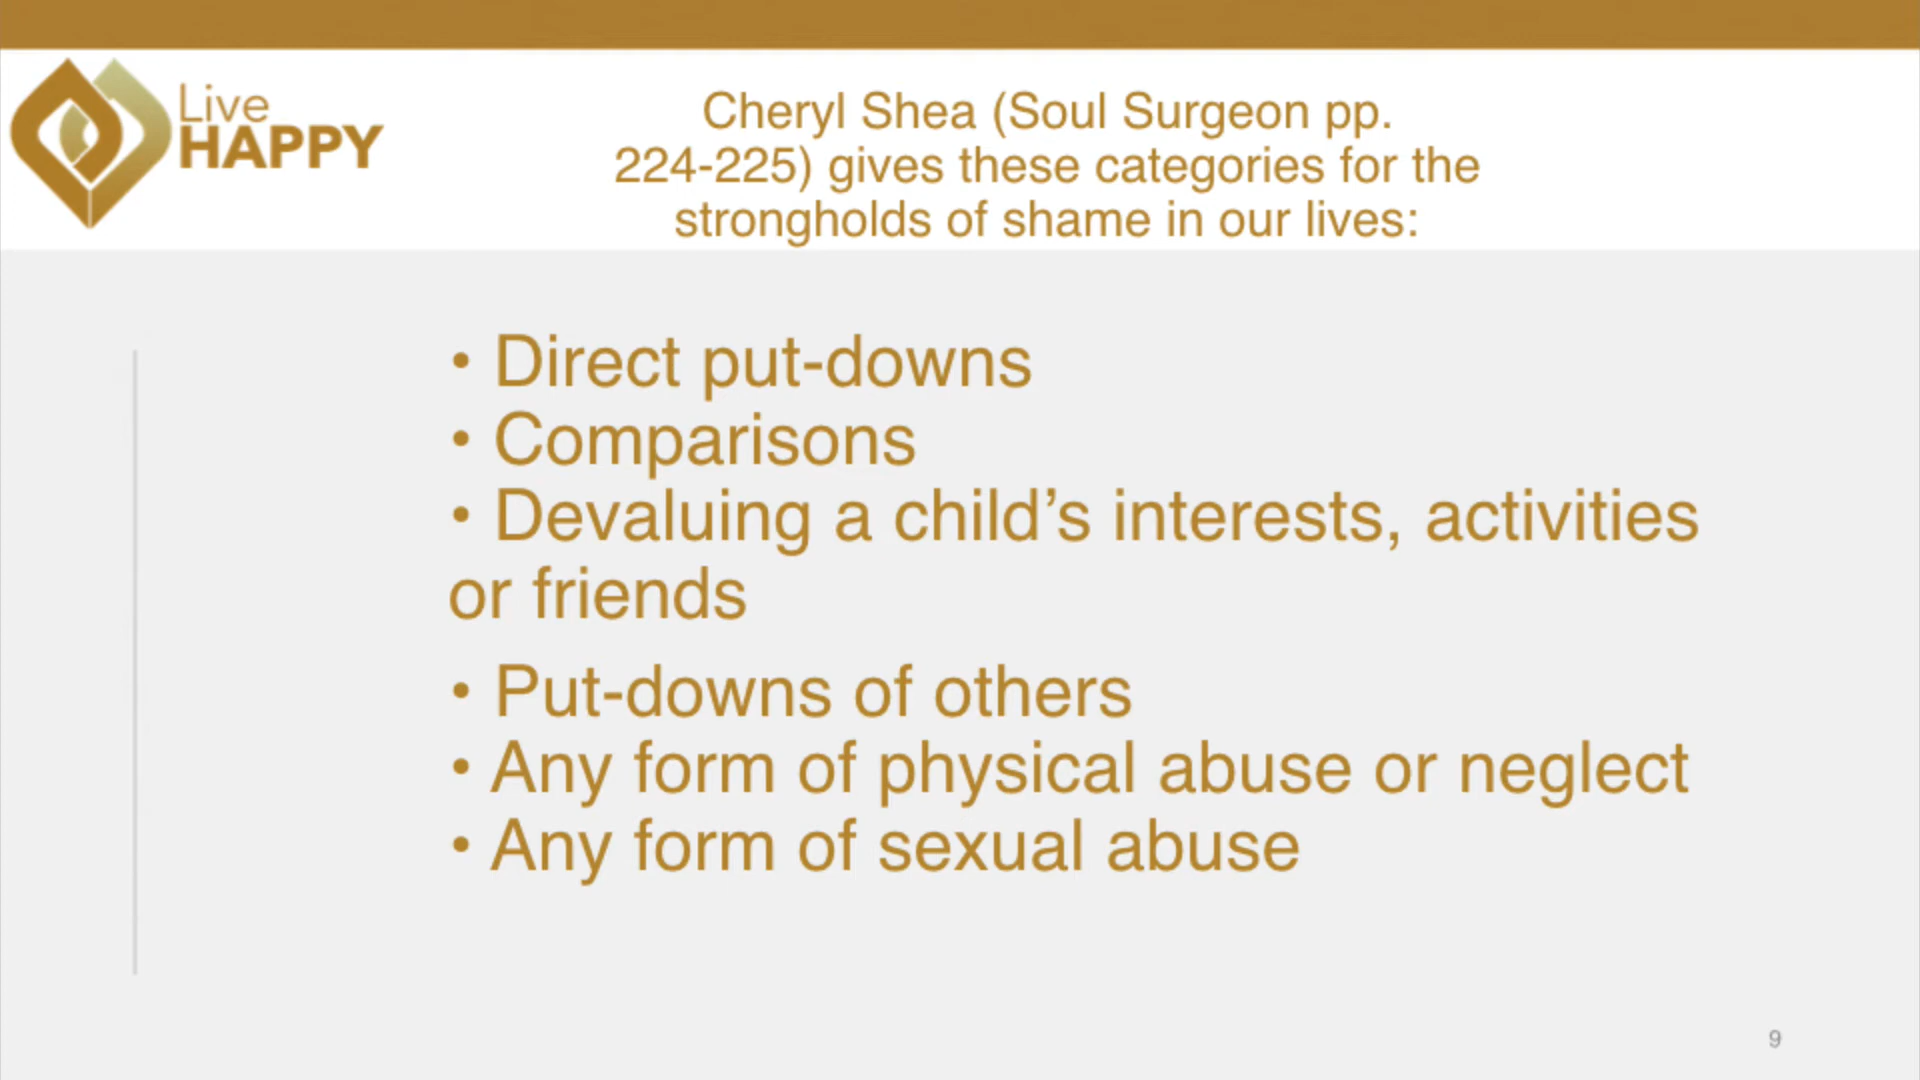 Live
HAPPY
Cheryl Shea (Soul Surgeon pp.
224-225) gives these categories for the
strongholds of shame in our lives:
• Direct put-downs
• Comparisons
• Devaluing a child’s interests, activities
or friends
• Put-downs of others
• Any form of physical abuse or neglect
• Any form of sexual abuse
9